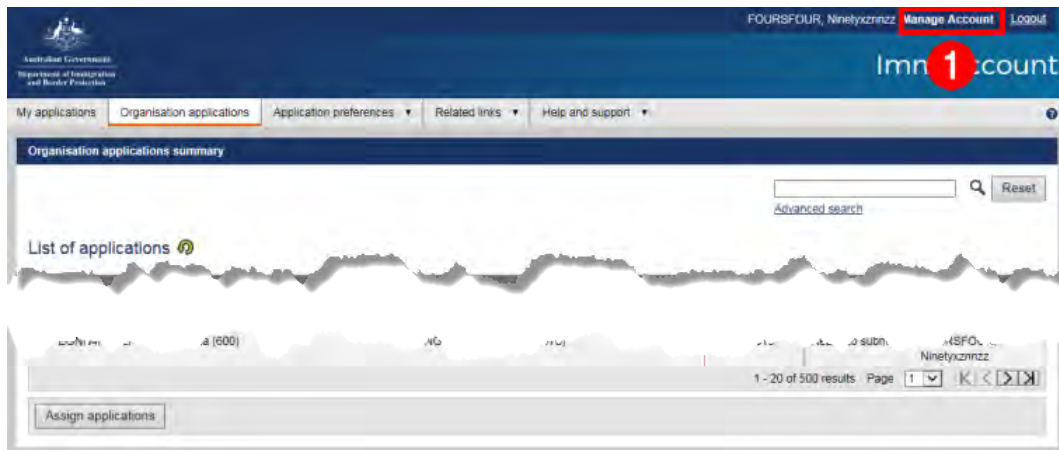 FOURSFOUR, Ninetyxznnzz Manage Account Logout
Australian Government
Department of Immigration
and Border Protection
Imm 1 ccount
My applications Organisation applications Application preferences Related links Help and support
Organisation applications summary
Reset
Advanced search
List of applications
a (600)
Ninetyxznnzz
1 - 20 of 500 results Page 1
Assign applications